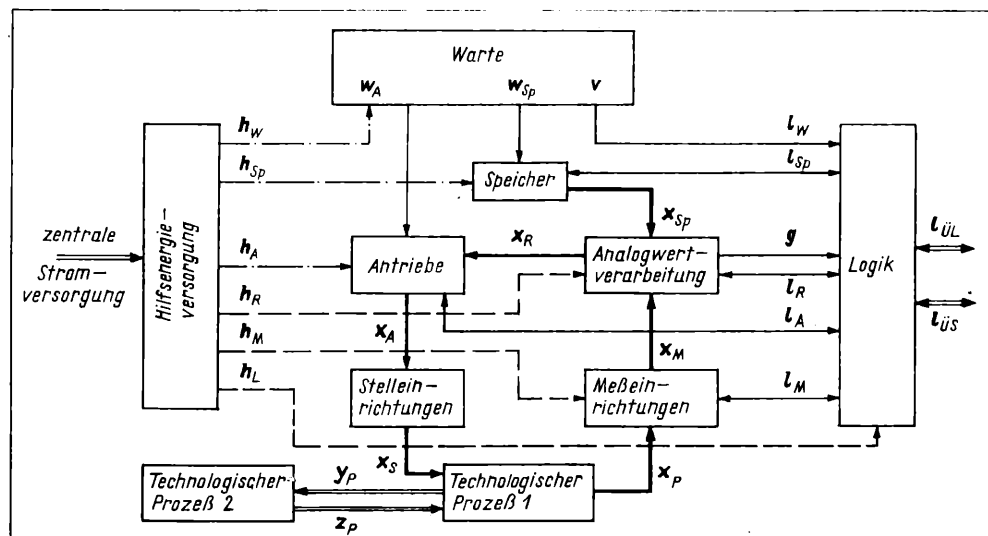 Warte
w_A w_Sp v
h_W
l_W
h_Sp
Speicher
l_Sp
x_Sp
zentrale
Strom-
versorgung
Hilfsenergie-
versorgung
h_A
Antriebe
x_R
Analogwert-
verarbeitung
g
Logik
l_ÜL
h_R
l_R
l_ÜS
h_M
x_A
l_A
x_M
h_L
Stellein-
richtungen
Meßein-
richtungen
l_M
x_S
x_P
Technologischer
Prozeß 2
y_P
z_P
Technologischer
Prozeß 1